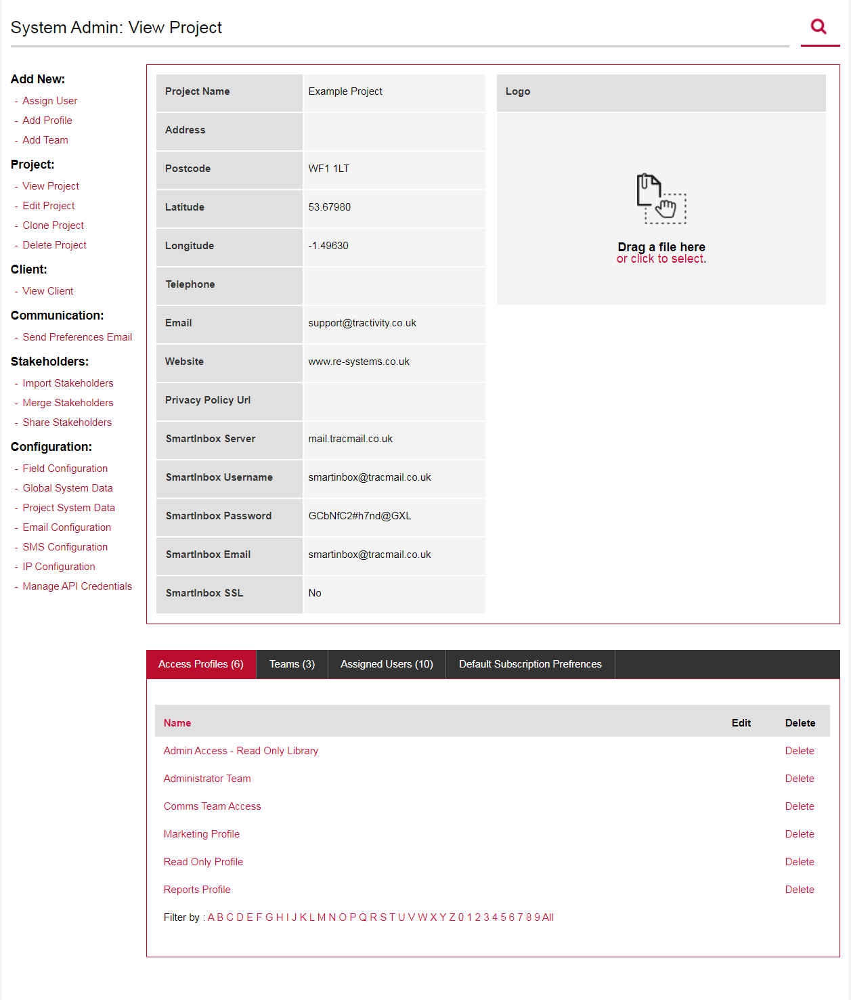 System Admin: View Project
Add New:
- Assign User
- Add Profile
- Add Team
Project:
- View Project
- Edit Project
- Clone Project
- Delete Project
Client:
- View Client
Communication:
- Send Preferences Email
Stakeholders:
- Import Stakeholders
- Merge Stakeholders
- Share Stakeholders
Configuration:
- Field Configuration
- Global System Data
- Project System Data
- Email Configuration
- SMS Configuration
- IP Configuration
- Manage API Credentials
Project Name Example Project
Address
Postcode WF1 1LT
Latitude 53.67980
Longitude -1.49630
Telephone
Email support@tractivity.co.uk
Website www.re-systems.co.uk
Privacy Policy Url
SmartInbox Server mail.tracmail.co.uk
SmartInbox Username smartinbox@tracmail.co.uk
SmartInbox Password GCbNfC2#h7nd@GXL
SmartInbox Email smartinbox@tracmail.co.uk
SmartInbox SSL No
Logo
Drag a file here
or click to select.
Access Profiles (6) Teams (3) Assigned Users (10) Default Subscription Prefrences
Name Edit Delete
Admin Access - Read Only Library Delete
Administrator Team Delete
Comms Team Access Delete
Marketing Profile Delete
Read Only Profile Delete
Reports Profile Delete
Filter by : A B C D E F G H I J K L M N O P Q R S T U V W X Y Z 0 1 2 3 4 5 6 7 8 9 All